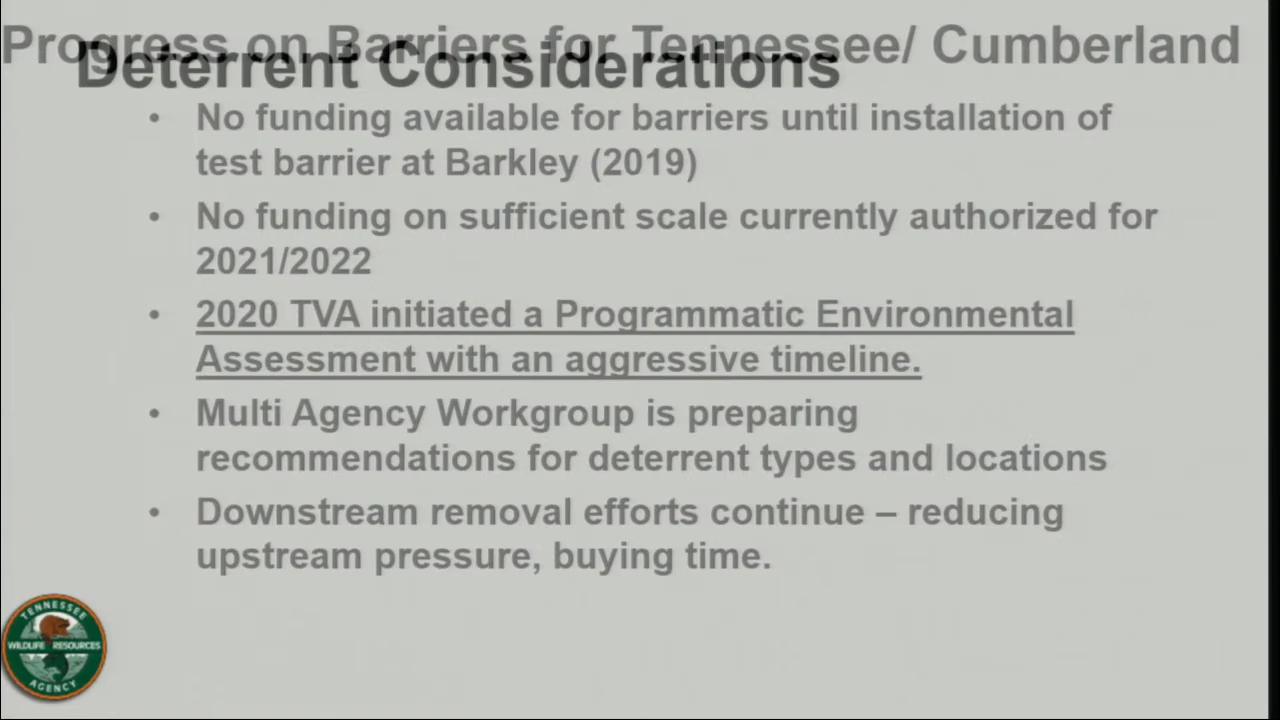 Progress on Barriers for Tennessee/ Cumberland
Deterrent Considerations
• No funding available for barriers until installation of
test barrier at Barkley (2019)
• No funding on sufficient scale currently authorized for
2021/2022
• 2020 TVA initiated a Programmatic Environmental
Assessment with an aggressive timeline.
• Multi Agency Workgroup is preparing
recommendations for deterrent types and locations
• Downstream removal efforts continue – reducing
upstream pressure, buying time.
TENNESSEE
WILDLIFE RESOURCES
AGENCY